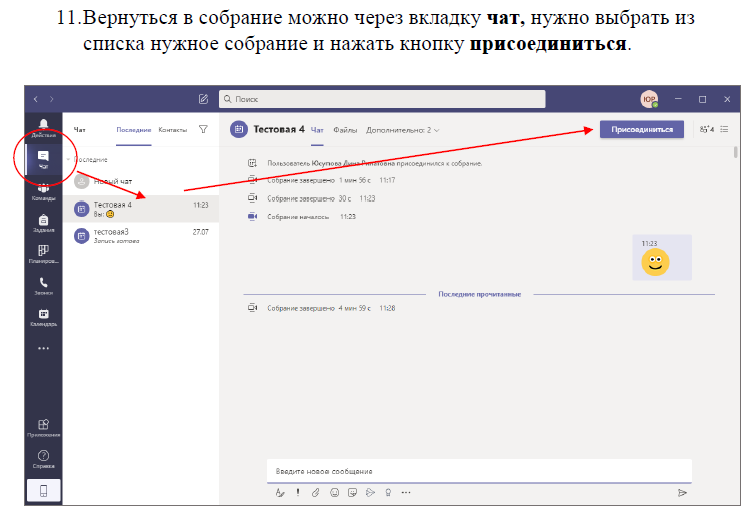 11.Вернуться в собрание можно через вкладку чат, нужно выбрать из
списка нужное собрание и нажать кнопку присоединиться.
Поиск
ЮР
Действия
Чат
Команды
Задания
Планиров...
Звонки
Календарь
Приложения
Справка
Чат Последние Контакты
Последние
Новый чат
Тестовая 4 11:23
Вы:
тестовая3 27.07
Запись готова
Тестовая 4 Чат Файлы Дополнительно: 2
Присоединиться
4
Пользователь Юсупова Дина Ринатовна присоединился к собранию.
Собрание завершено 1 мин 56 с 11:17
Собрание завершено 30 с 11:23
Собрание началось 11:23
11:23
Последние прочитанные
Собрание завершено 4 мин 59 с 11:28
Введите новое сообщение